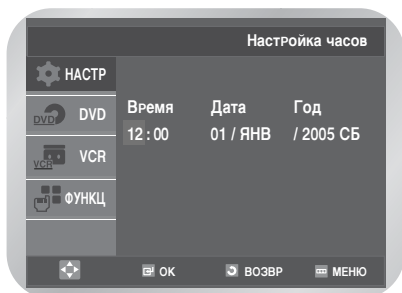 Настройка часов
НАСТР
DVD DVD
VCR VCR
ФУНКЦ
Время Дата Год
12 : 00 01 / ЯНВ / 2005 СБ
ОК ВОЗВР МЕНЮ